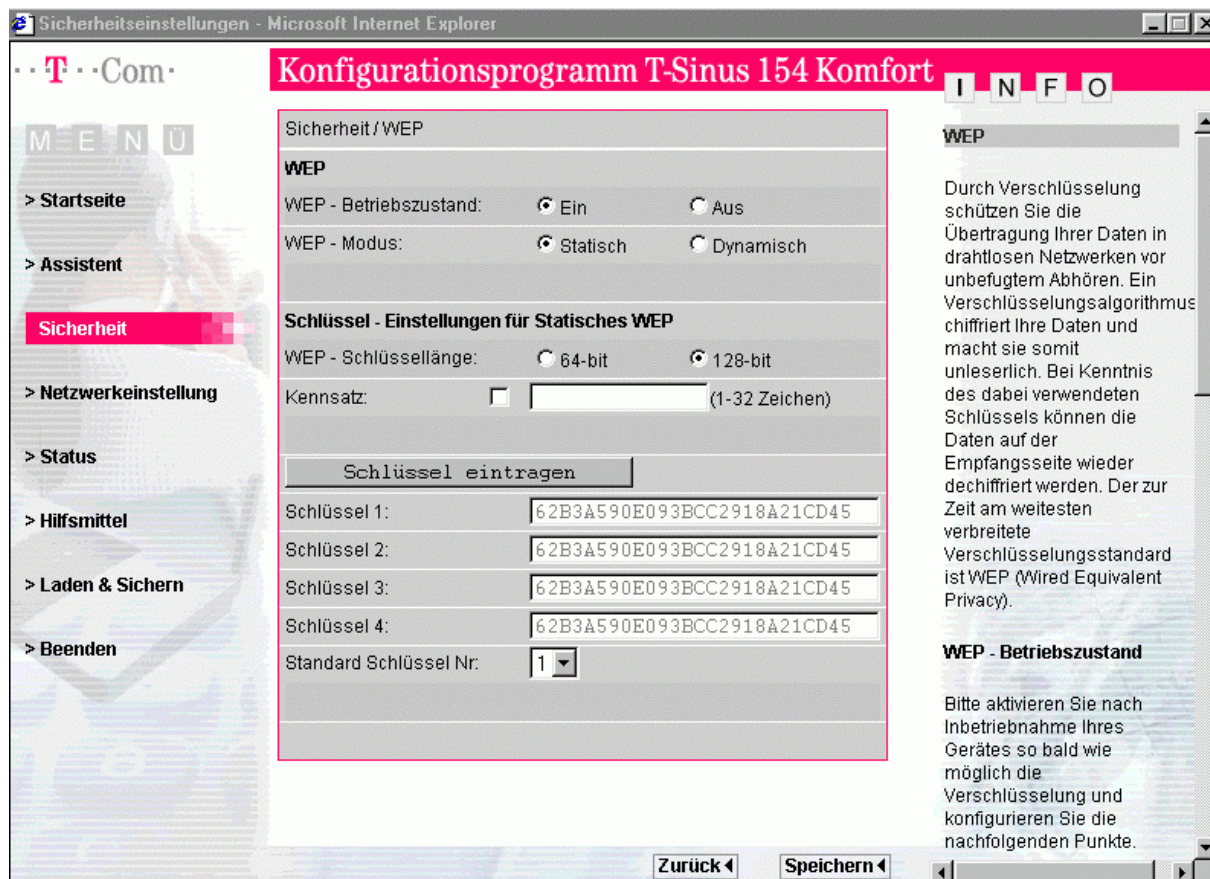 Sicherheitseinstellungen - Microsoft Internet Explorer
··T··Com·
Konfigurationsprogramm T-Sinus 154 Komfort
INFO
MENÜ
> Startseite
> Assistent
Sicherheit
> Netzwerkeinstellung
> Status
> Hilfsmittel
> Laden & Sichern
> Beenden
Sicherheit / WEP
WEP
WEP - Betriebszustand: Ein Aus
WEP - Modus: Statisch Dynamisch
Schlüssel - Einstellungen für Statisches WEP
WEP - Schlüssellänge: 64-bit 128-bit
Kennsatz: (1-32 Zeichen)
Schlüssel eintragen
Schlüssel 1: 62B3A590E093BCC2918A21CD45
Schlüssel 2: 62B3A590E093BCC2918A21CD45
Schlüssel 3: 62B3A590E093BCC2918A21CD45
Schlüssel 4: 62B3A590E093BCC2918A21CD45
Standard Schlüssel Nr: 1
Zurück
Speichern
WEP
Durch Verschlüsselung
schützen Sie die
Übertragung Ihrer Daten in
drahtlosen Netzwerken vor
unbefugtem Abhören. Ein
Verschlüsselungsalgorithmus
chiffriert Ihre Daten und
macht sie somit
unleserlich. Bei Kenntnis
des dabei verwendeten
Schlüssels können die
Daten auf der
Empfangsseite wieder
dechiffriert werden. Der zur
Zeit am weitesten
verbreitete
Verschlüsselungsstandard
ist WEP (Wired Equivalent
Privacy).
WEP - Betriebszustand
Bitte aktivieren Sie nach
Inbetriebnahme Ihres
Gerätes so bald wie
möglich die
Verschlüsselung und
konfigurieren Sie die
nachfolgenden Punkte.